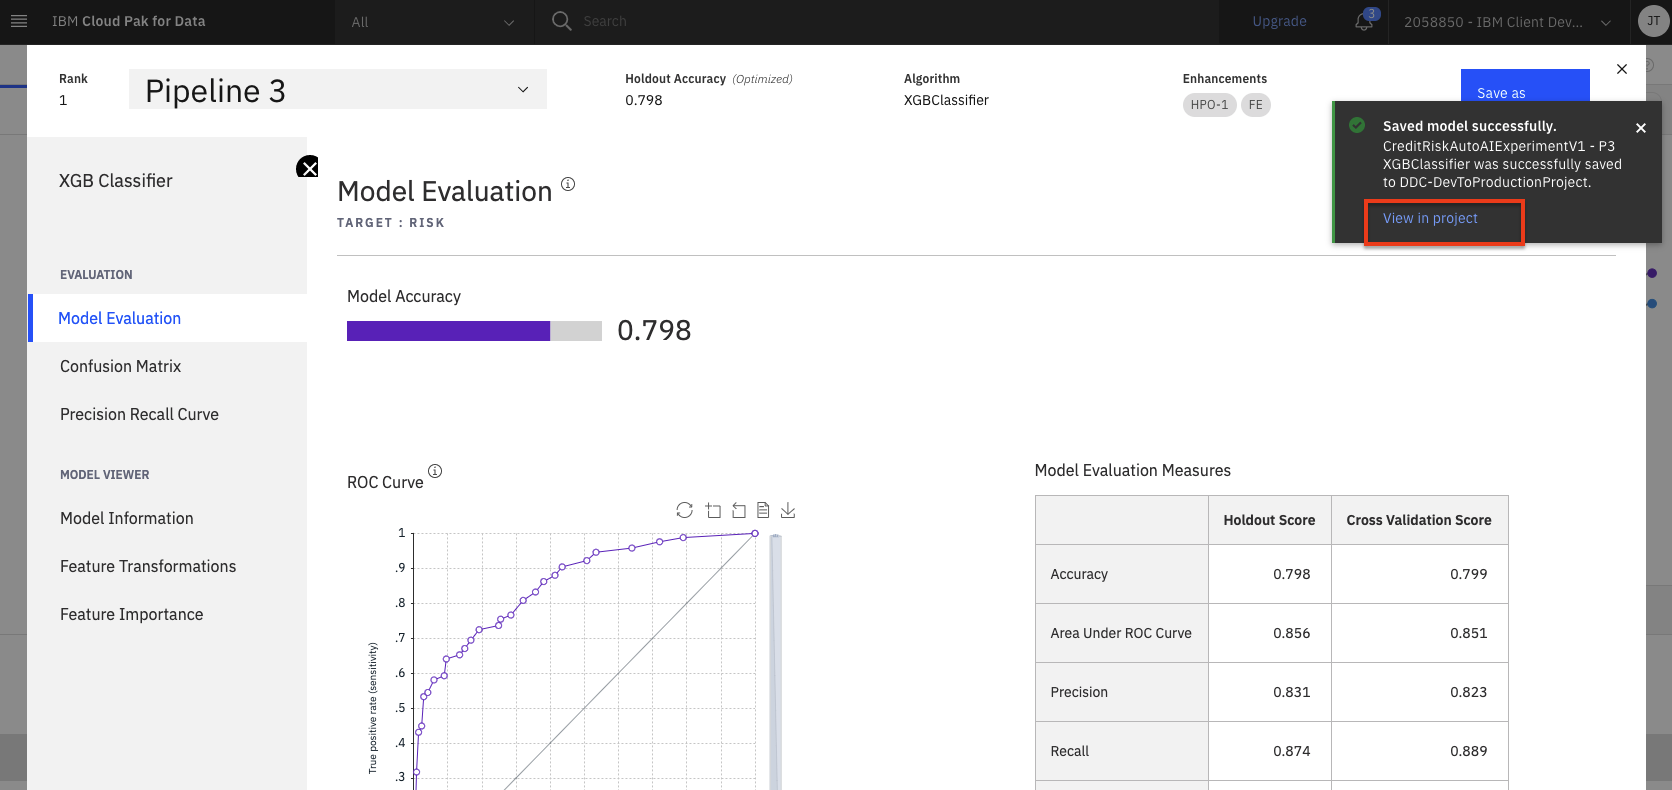 IBM Cloud Pak for Data
All
Search
Upgrade
3
2058850 - IBM Client Dev...
JT
Rank
1
Pipeline 3
Holdout Accuracy (Optimized)
0.798
Algorithm
XGBClassifier
Enhancements
HPO-1
FE
Save as
Saved model successfully.
CreditRiskAutoAIExperimentV1 - P3
XGBClassifier was successfully saved
to DDC-DevToProductionProject.
View in project
XGB Classifier
EVALUATION
Model Evaluation
Confusion Matrix
Precision Recall Curve
MODEL VIEWER
Model Information
Feature Transformations
Feature Importance
Model Evaluation
TARGET : RISK
Model Accuracy
0.798
ROC Curve
1
.9
.8
.7
.6
.5
.4
.3
True positive rate (sensitivity)
Model Evaluation Measures
Holdout Score Cross Validation Score
Accuracy 0.798 0.799
Area Under ROC Curve 0.856 0.851
Precision 0.831 0.823
Recall 0.874 0.889